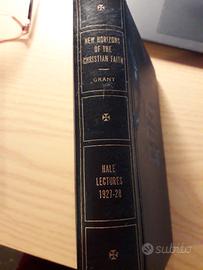 NEW HORIZONS
OF THE
CHRISTIAN FAITH
GRANT
HALE
LECTURES
1927-28
subito